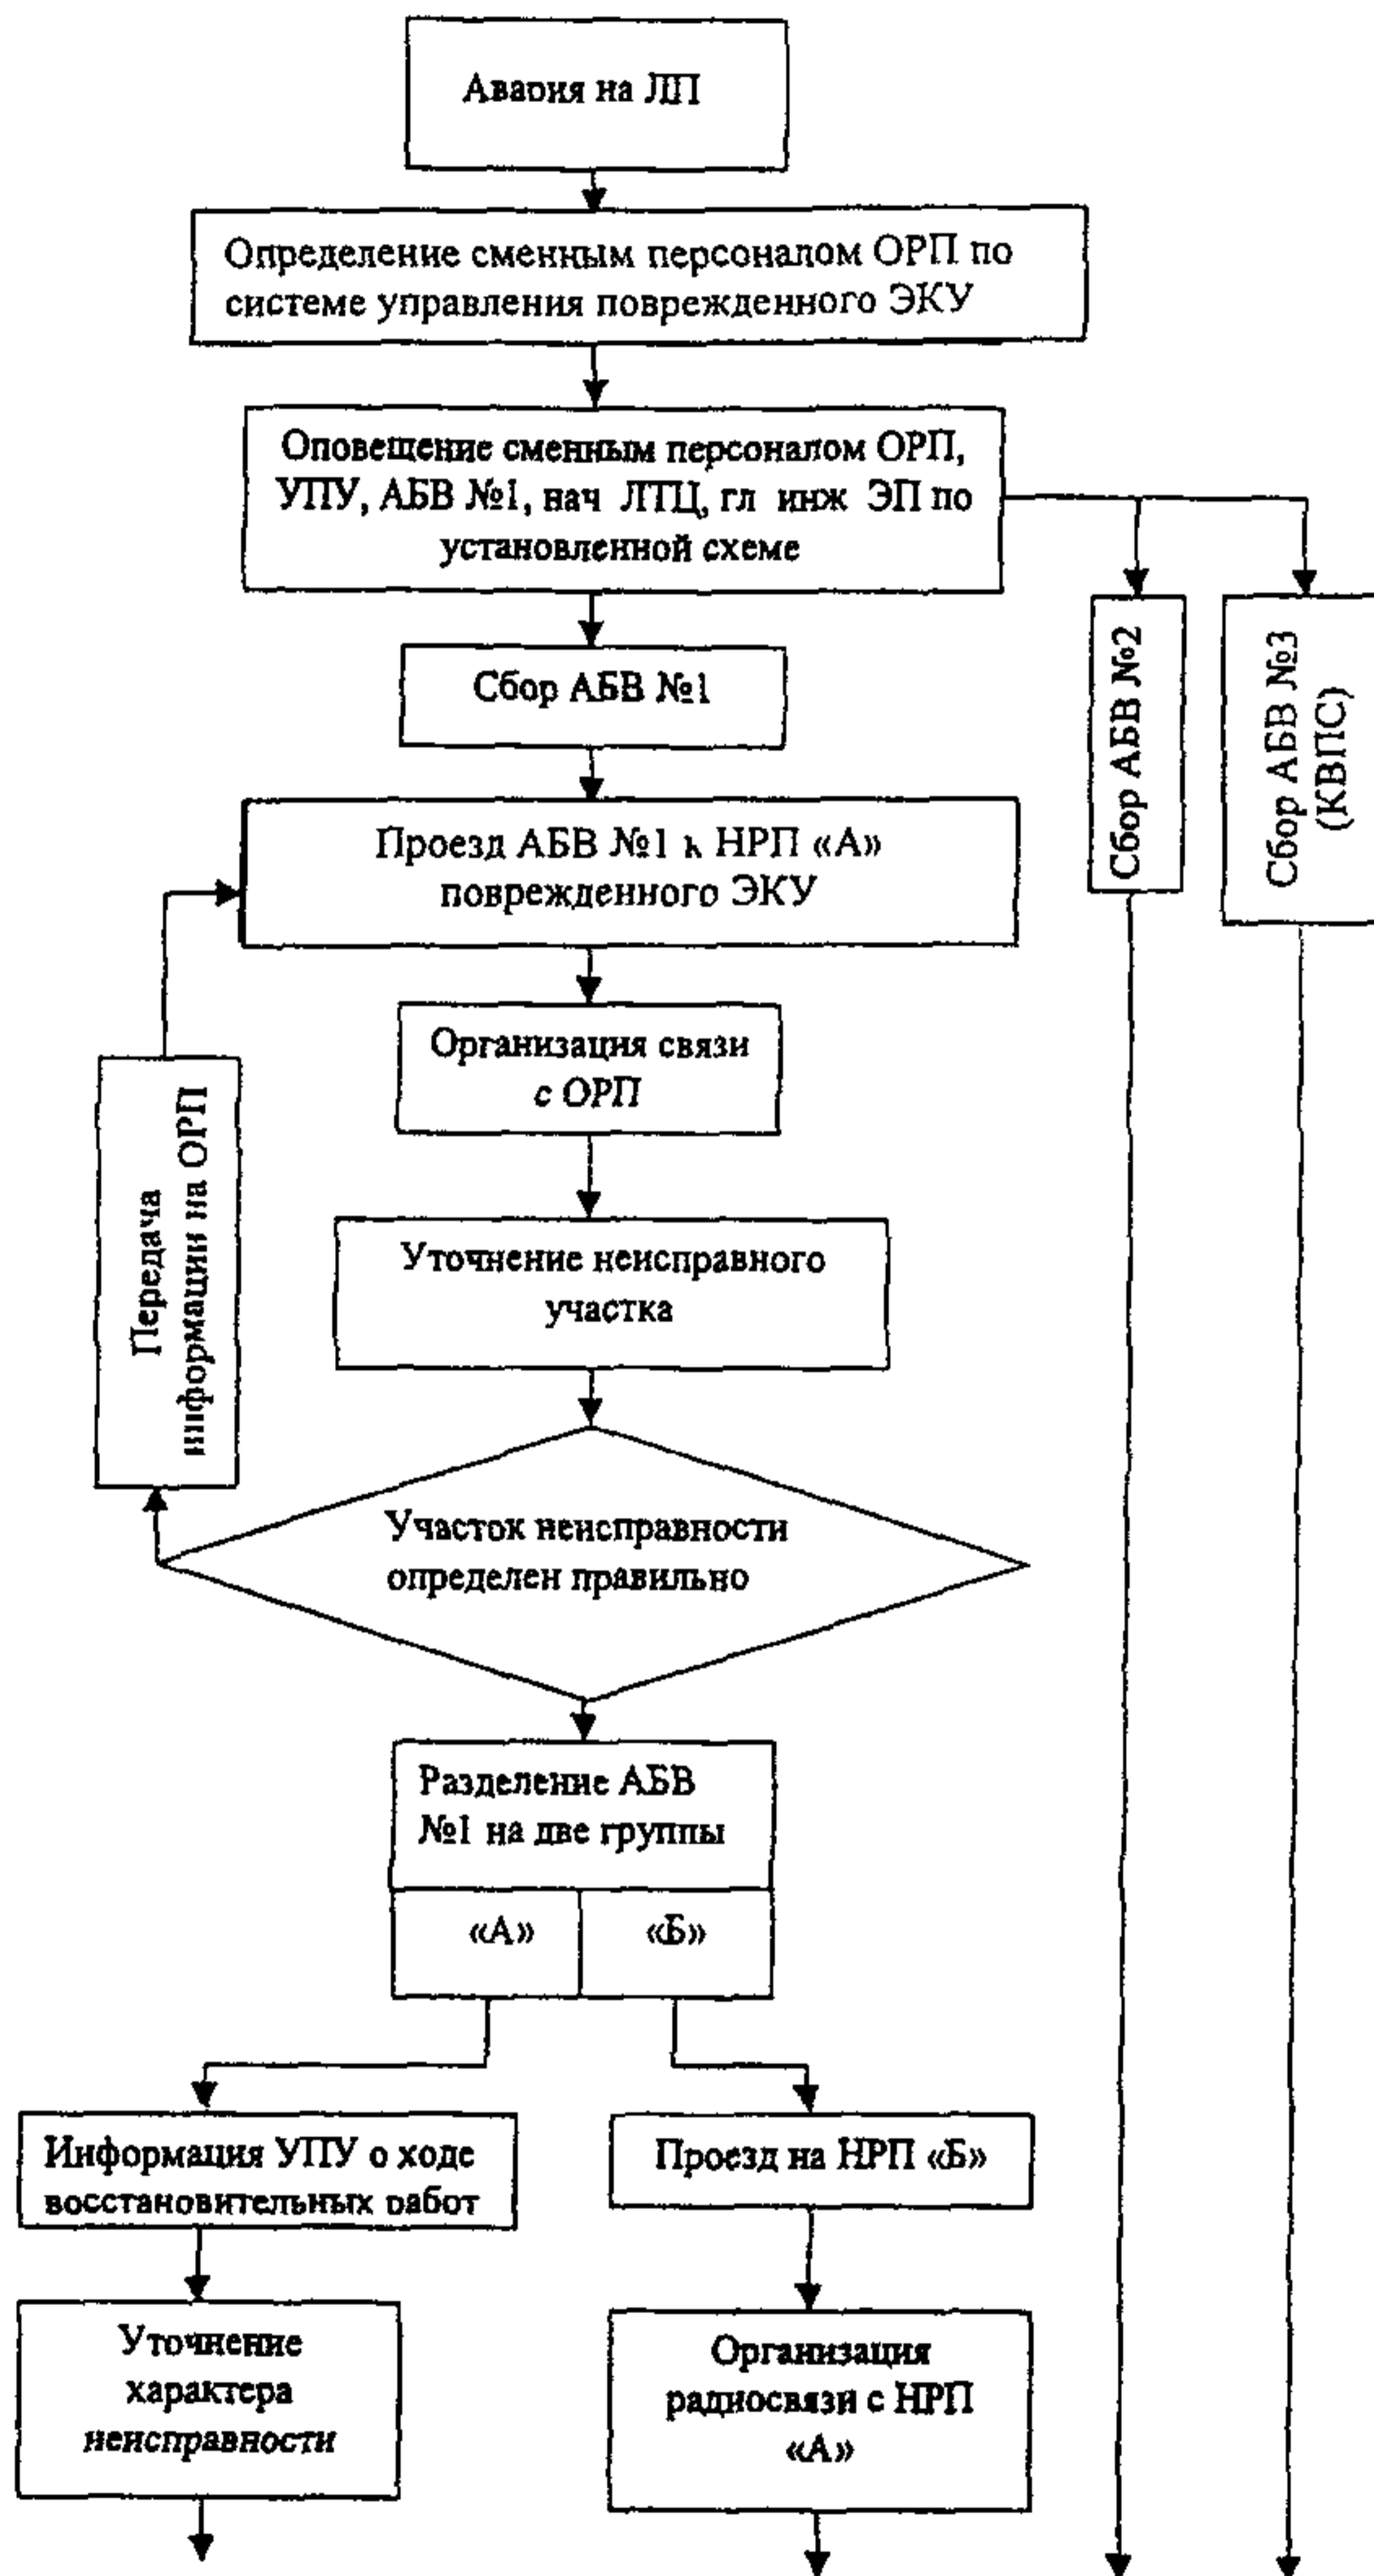 Авария на ЛП
Определение сменным персоналом ОРП по
системе управления поврежденного ЭКУ
Оповещение сменным персоналом ОРП,
УПУ, АБВ №1, нач ЛТЦ, гл инж ЭП по
установленной схеме
Сбор АБВ №1
Сбор АБВ №2
Сбор АБВ №3
(КВПС)
Проезд АБВ №1 к НРП «А»
поврежденного ЭКУ
Организация связи
с ОРП
Передача
информации на ОРП
Уточнение неисправного
участка
Участок неисправности
определен правильно
Разделение АБВ
№1 на две группы
«А»
«Б»
Информация УПУ о ходе
восстановительных работ
Проезд на НРП «Б»
Уточнение
характера
неисправности
Организация
радиосвязи с НРП
«А»